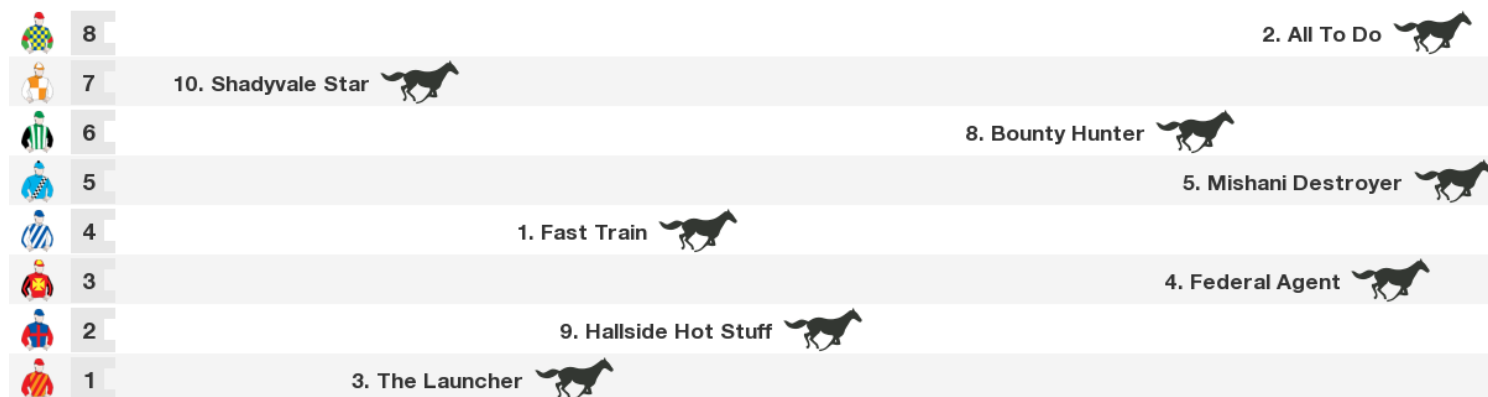 8 2. All To Do
7 10. Shadyvale Star
6 8. Bounty Hunter
5 5. Mishani Destroyer
4 1. Fast Train
3 4. Federal Agent
2 9. Hallside Hot Stuff
1 3. The Launcher